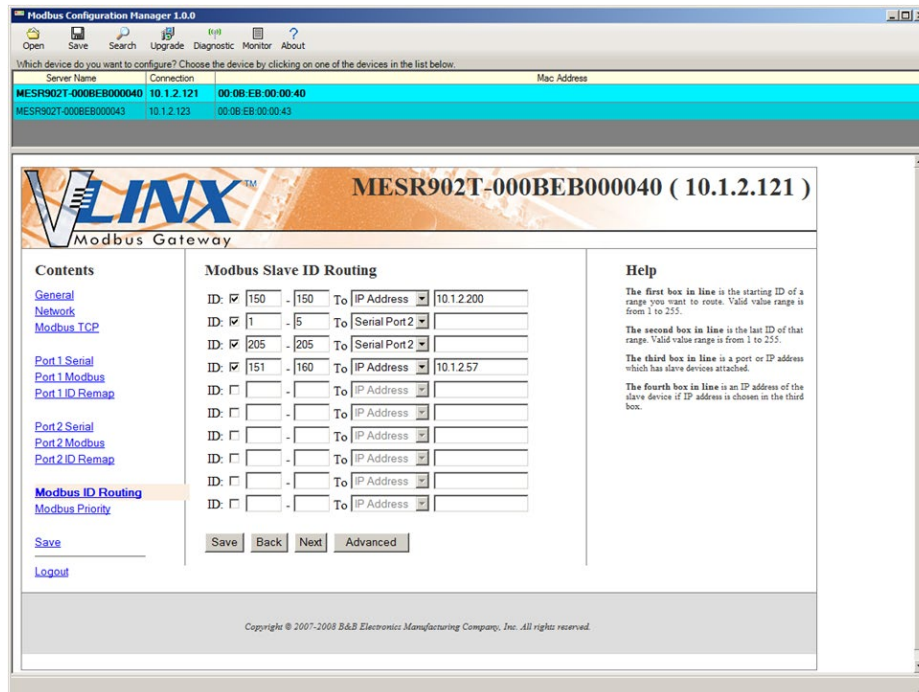 Modbus Configuration Manager 1.0.0
Open Save Search Upgrade Diagnostic Monitor About
Which device do you want to configure? Choose the device by clicking on one of the devices in the list below.
Server Name Connection Mac Address
MESR902T-000BEB000040 10.1.2.121 00:0B:EB:00:00:40
MESR902T-000BEB000043 10.1.2.123 00:0B:EB:00:00:43
VLINX TM
Modbus Gateway
MESR902T-000BEB000040 ( 10.1.2.121 )
Contents
General
Network
Modbus TCP
Port 1 Serial
Port 1 Modbus
Port 1 ID Remap
Port 2 Serial
Port 2 Modbus
Port 2 ID Remap
Modbus ID Routing
Modbus Priority
Save
Logout
Modbus Slave ID Routing
ID: 150 - 150 To IP Address 10.1.2.200
ID: 1 - 5 To Serial Port 2
ID: 205 - 205 To Serial Port 2
ID: 151 - 160 To IP Address 10.1.2.57
ID: - To IP Address
ID: - To IP Address
ID: - To IP Address
ID: - To IP Address
ID: - To IP Address
ID: - To IP Address
Save Back Next Advanced
Help
The first box in line is the starting ID of a
range you want to route. Valid value range is
from 1 to 255.
The second box in line is the last ID of that
range. Valid value range is from 1 to 255.
The third box in line is a port or IP address
which has slave devices attached.
The fourth box in line is an IP address of the
slave device if IP address is chosen in the third
box.
Copyright © 2007-2008 B&B Electronics Manufacturing Company, Inc. All rights reserved.